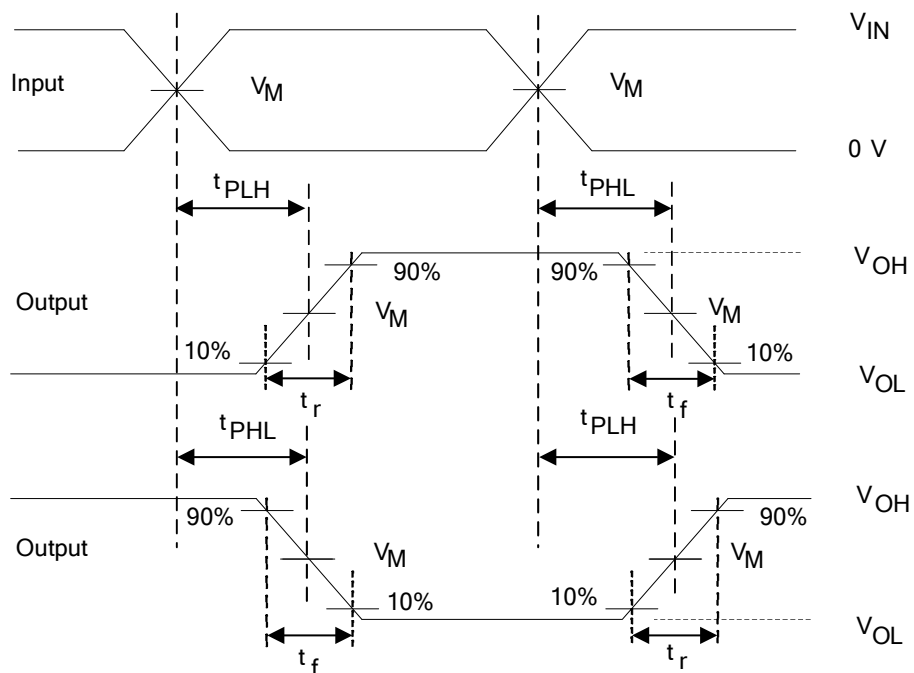 V_IN
Input V_M V_M
0 V
t_PLH t_PHL
V_OH
90% 90%
Output V_M V_M
10% 10%
V_OL
t_r t_f
t_PHL t_PLH
V_OH
90% 90%
Output V_M V_M
10% 10%
V_OL
t_f t_r